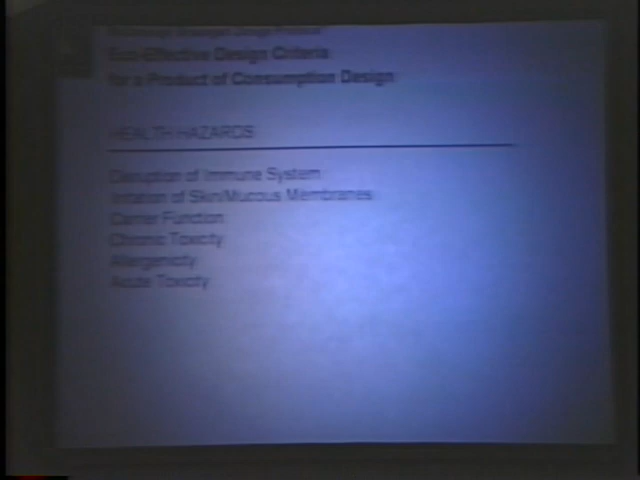 Eco-Effective Design Criteria
for a Product of Consumption Design
HEALTH HAZARDS
Disruption of Immune System
Irritation of Skin/Mucous Membranes
Carrier Function
Chronic Toxicity
Allergenicity
Acute Toxicity